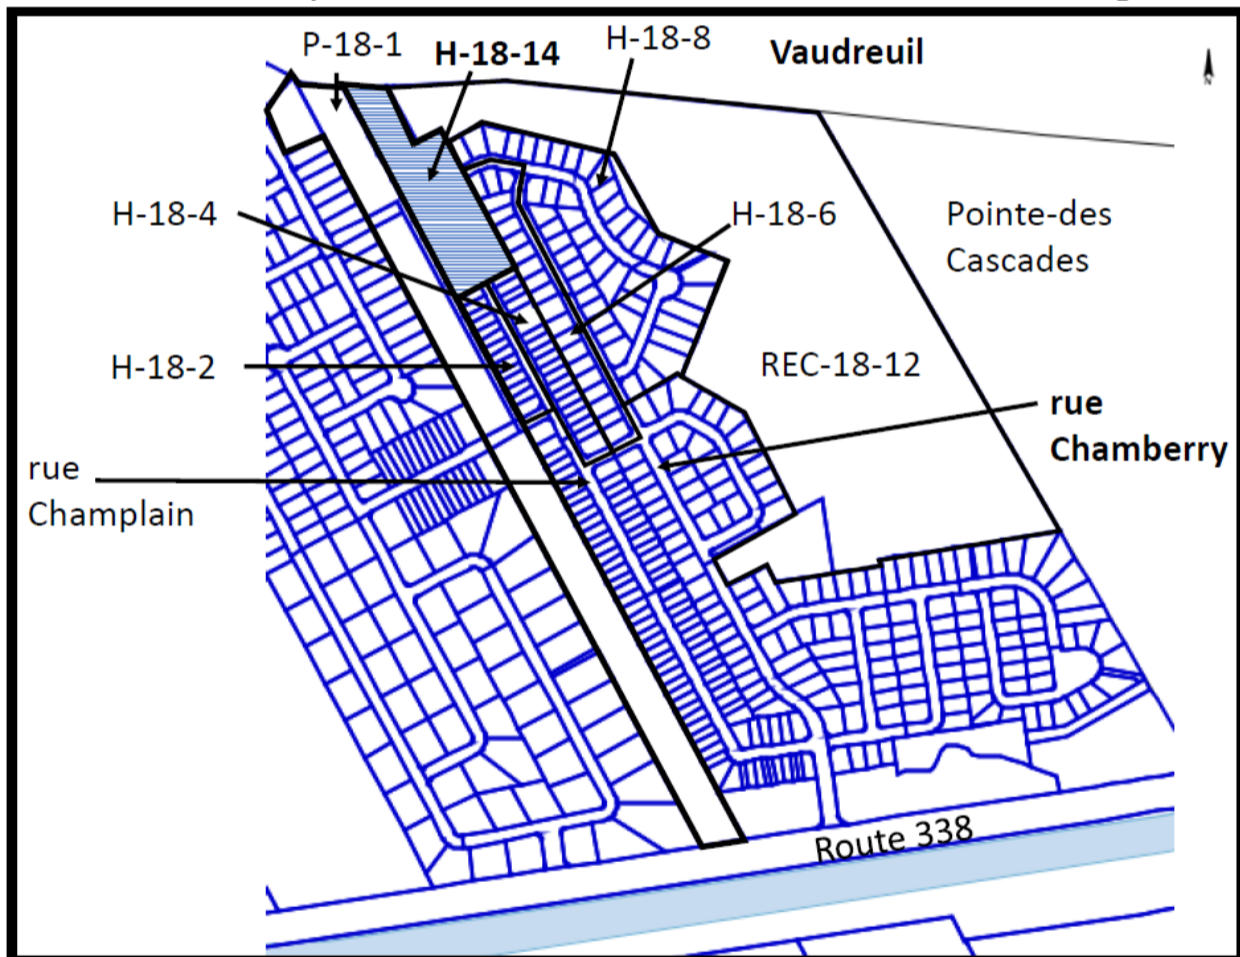 P-18-1
H-18-14
H-18-8
Vaudreuil
H-18-4
H-18-6
Pointe-des
Cascades
H-18-2
REC-18-12
rue
Chamberry
rue
Champlain
Route 338